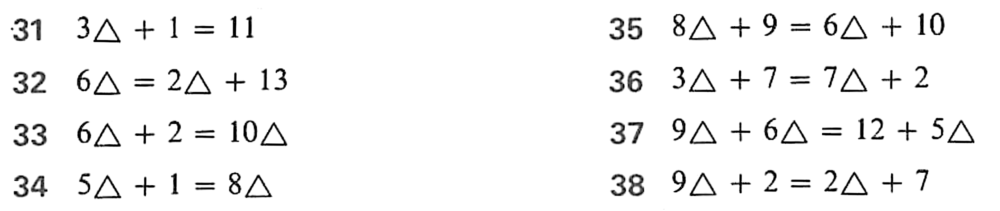 31 3△ + 1 = 11
32 6△ = 2△ + 13
33 6△ + 2 = 10△
34 5△ + 1 = 8△
35 8△ + 9 = 6△ + 10
36 3△ + 7 = 7△ + 2
37 9△ + 6△ = 12 + 5△
38 9△ + 2 = 2△ + 7